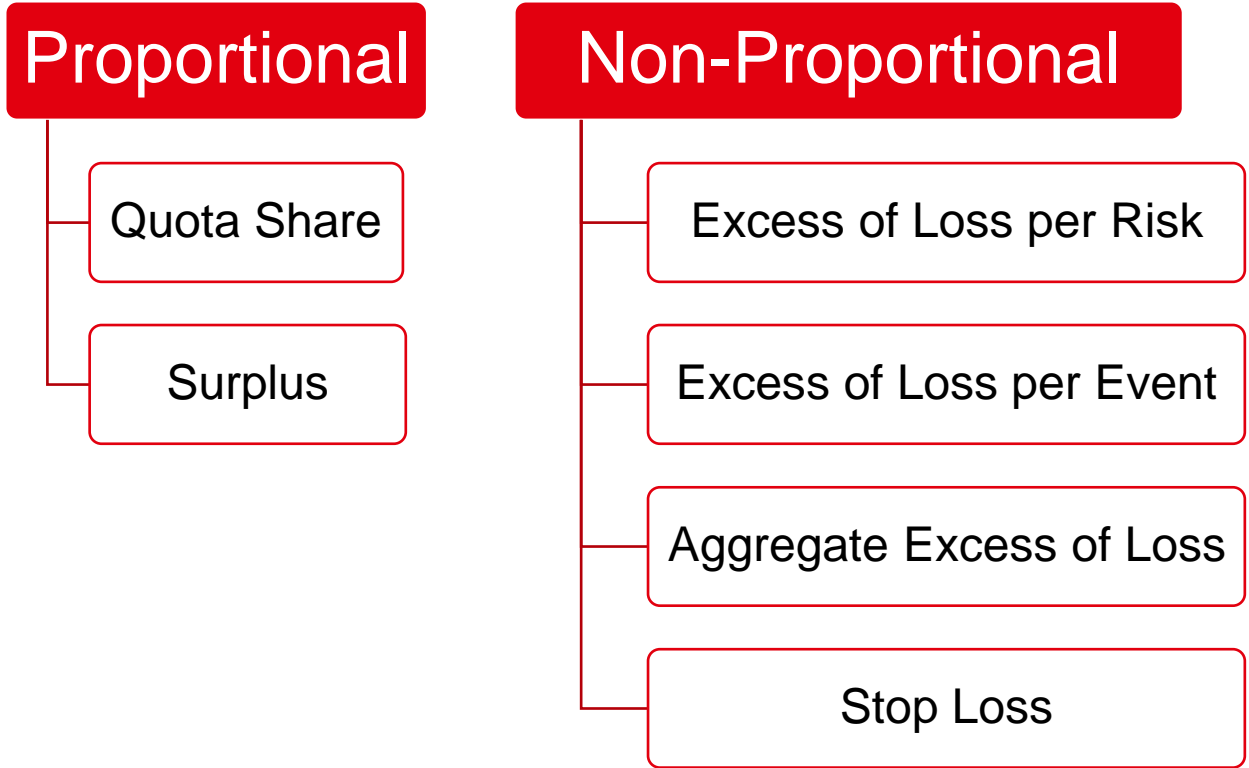 Proportional
Quota Share
Surplus
Non-Proportional
Excess of Loss per Risk
Excess of Loss per Event
Aggregate Excess of Loss
Stop Loss